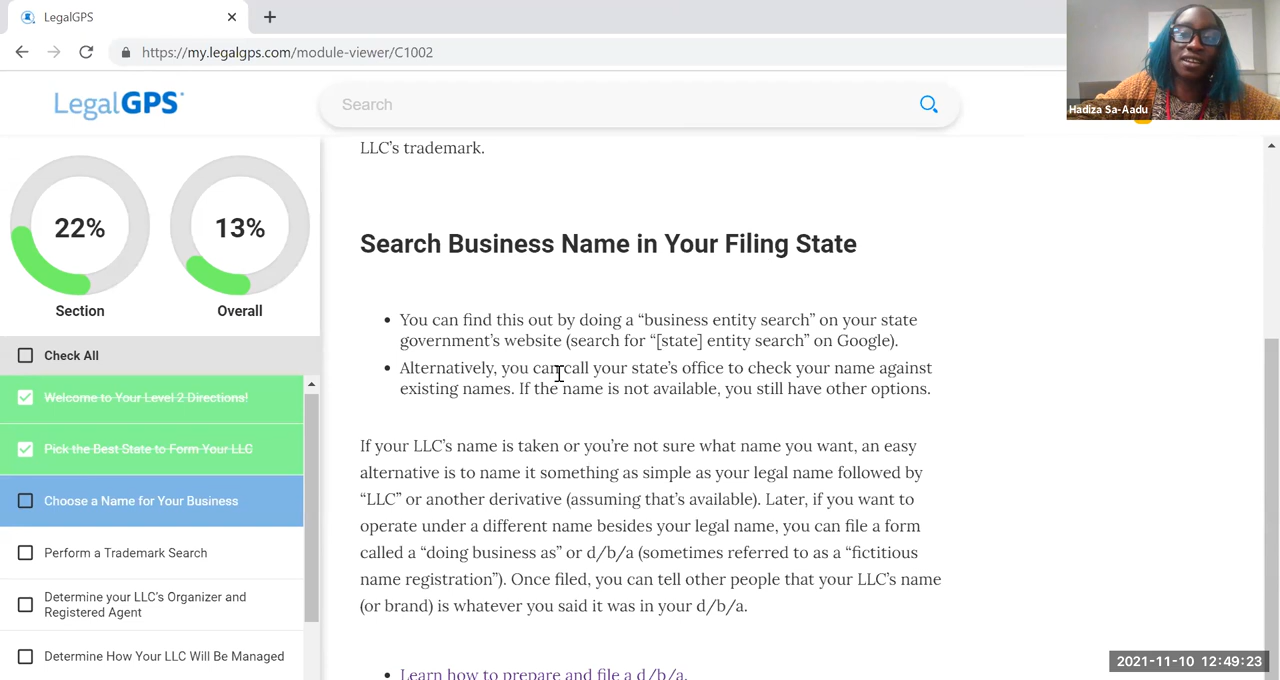 LegalGPS
https://my.legalgps.com/module-viewer/C1002
Hadiza Sa-Aadu
LegalGPS
Search
22%
13%
Section
Overall
Check All
Welcome to Your Level 2 Directions!
Pick the Best State to Form Your LLC
Choose a Name for Your Business
Perform a Trademark Search
Determine your LLC's Organizer and
Registered Agent
Determine How Your LLC Will Be Managed
LLC's trademark.
Search Business Name in Your Filing State
• You can find this out by doing a “business entity search” on your state
government's website (search for “[state] entity search” on Google).
• Alternatively, you can call your state's office to check your name against
existing names. If the name is not available, you still have other options.
If your LLC's name is taken or you're not sure what name you want, an easy
alternative is to name it something as simple as your legal name followed by
“LLC” or another derivative (assuming that's available). Later, if you want to
operate under a different name besides your legal name, you can file a form
called a “doing business as” or d/b/a (sometimes referred to as a “fictitious
name registration”). Once filed, you can tell other people that your LLC's name
(or brand) is whatever you said it was in your d/b/a.
• Learn how to prepare and file a d/b/a.
2021-11-10 12:49:23